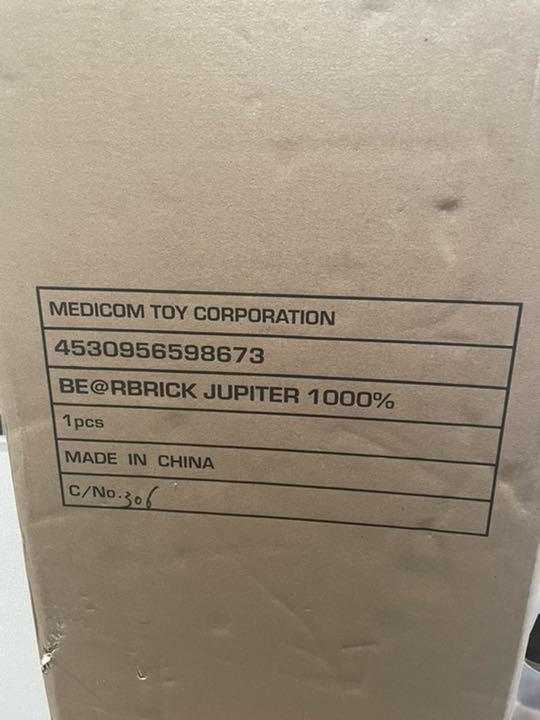 MEDICOM TOY CORPORATION
4530956598673
BE@RBRICK JUPITER 1000%
1pcs
MADE IN CHINA
C/No.306